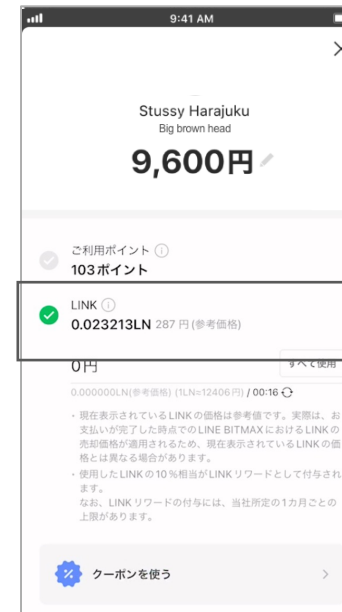 9:41 AM
Stussy Harajuku
Big brown head
9,600円
ご利用ポイント
103ポイント
LINK
0.023213LN 287 円(参考価格)
0円
すべて使用
0.000000LN(参考価格) (1LN=12406円) / 00:16
・現在表示されているLINKの価格は参考値です。実際は、お
支払いが完了した時点でのLINE BITMAXにおけるLINKの
売却価格が適用されるため、現在表示されているLINKの価
格とは異なる場合があります。
・使用したLINKの10%相当がLINKリワードとして付与され
ます。
なお、LINKリワードの付与には、当社所定の1カ月ごとの
上限があります。
クーポンを使う